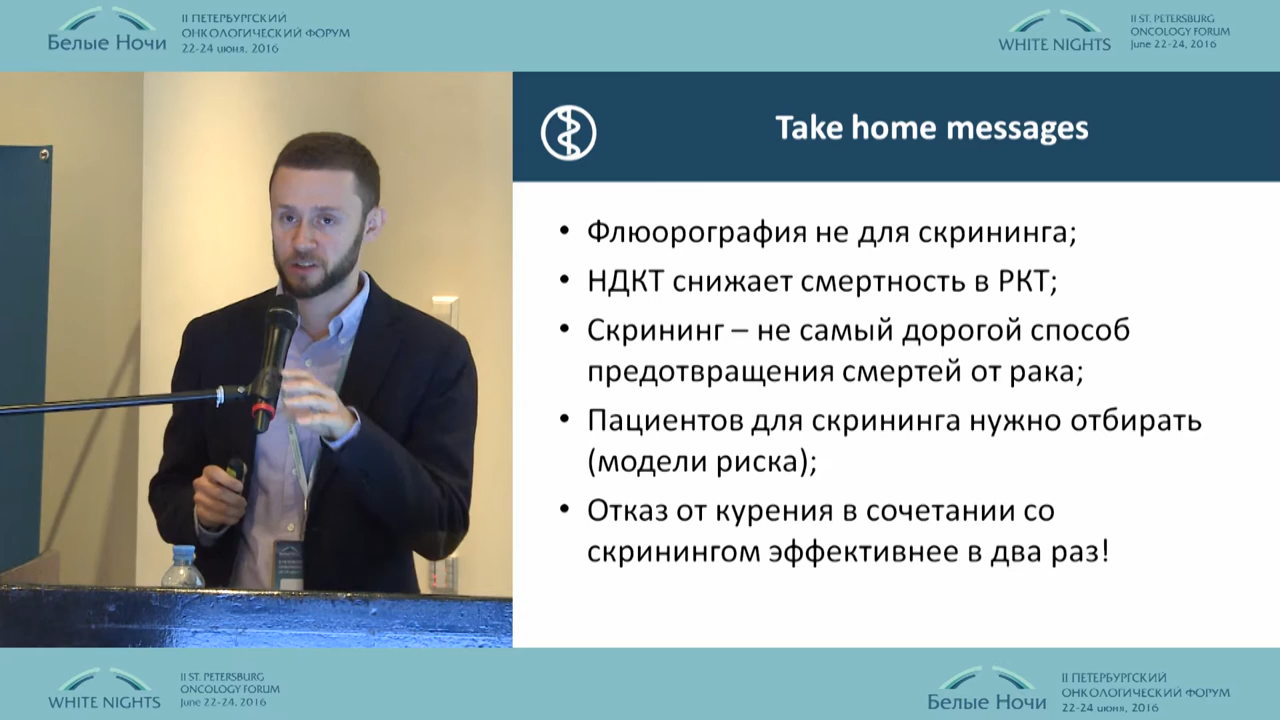 Белые Ночи
II ПЕТЕРБУРГСКИЙ
ОНКОЛОГИЧЕСКИЙ ФОРУМ
22-24 июня, 2016
WHITE NIGHTS
II ST. PETERSBURG
ONCOLOGY FORUM
June 22-24, 2016
Take home messages
• Флюорография не для скрининга;
• НДКТ снижает смертность в РКТ;
• Скрининг – не самый дорогой способ
предотвращения смертей от рака;
• Пациентов для скрининга нужно отбирать
(модели риска);
• Отказ от курения в сочетании со
скринингом эффективнее в два раз!
WHITE NIGHTS
II ST. PETERSBURG
ONCOLOGY FORUM
June 22-24, 2016
Белые Ночи
II ПЕТЕРБУРГСКИЙ
ОНКОЛОГИЧЕСКИЙ ФОРУМ
22-24 июня, 2016